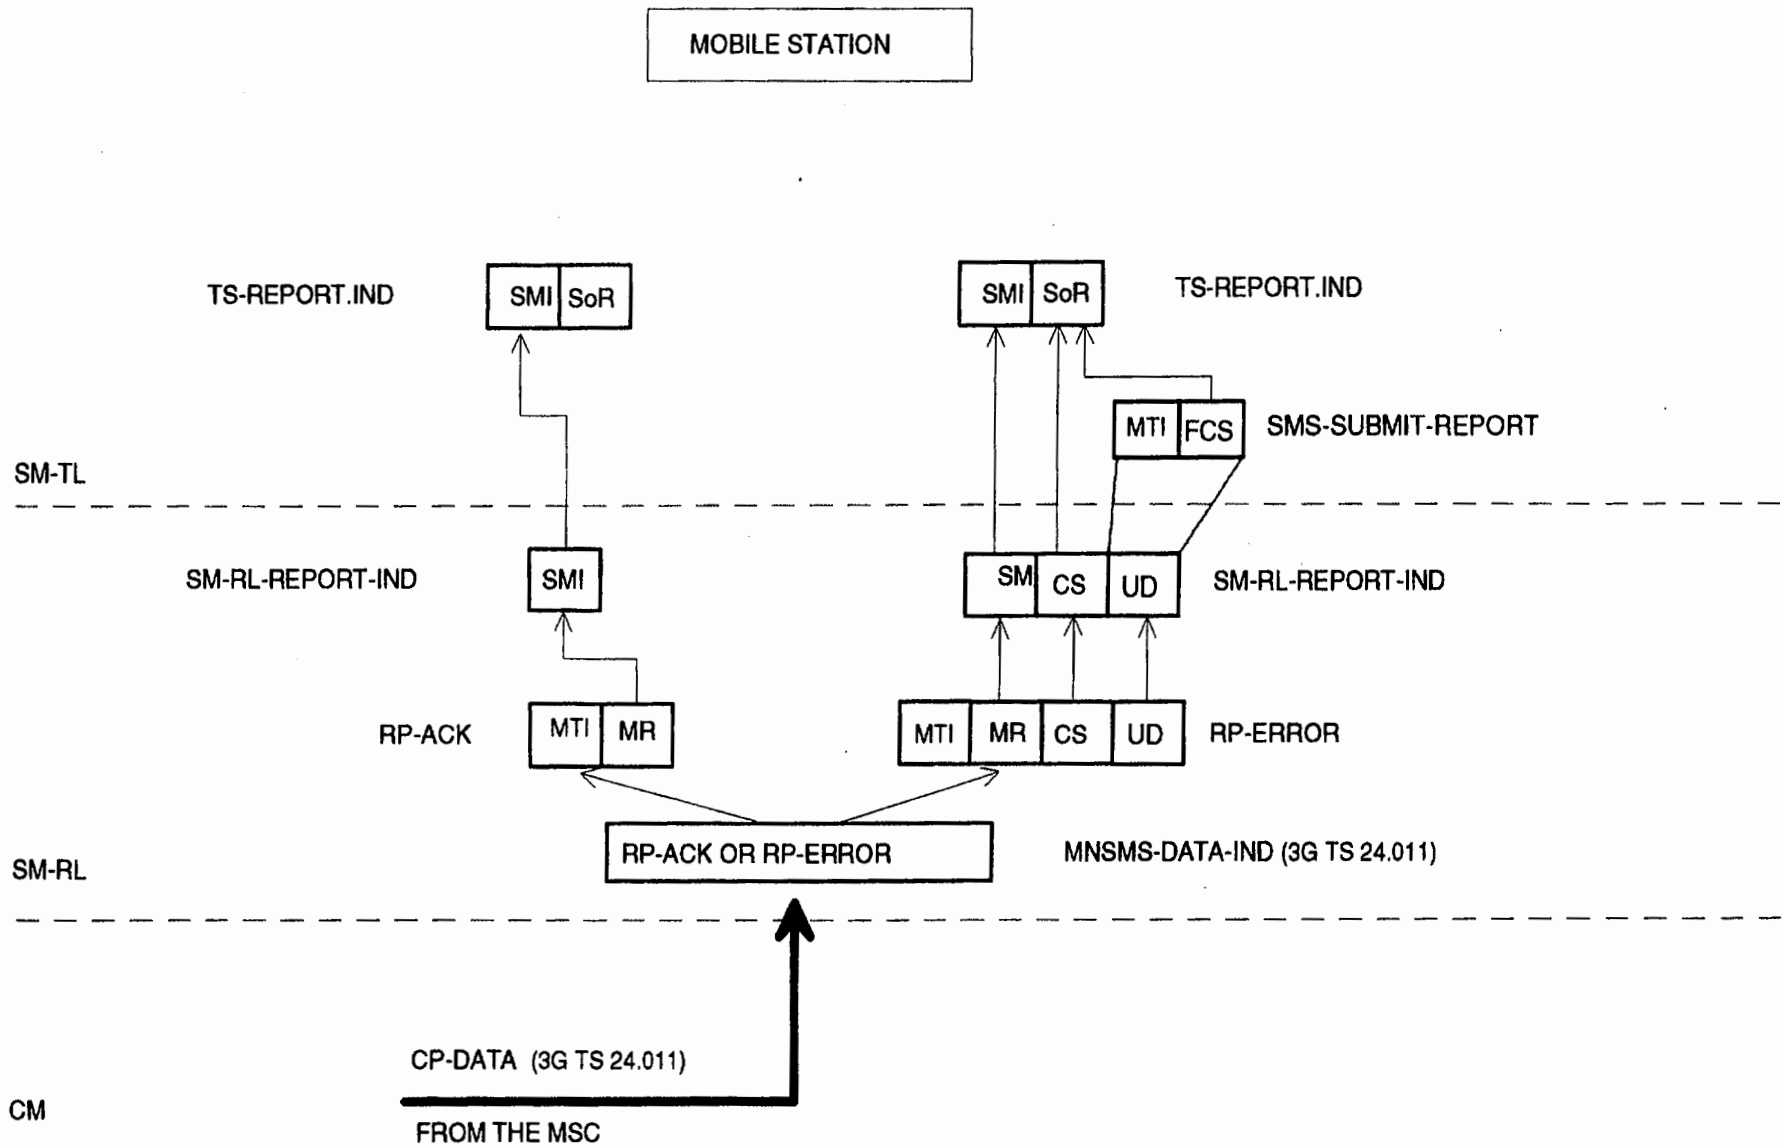 MOBILE STATION
TS-REPORT.IND
SMI SoR
SMI SoR
TS-REPORT.IND
MTI FCS
SMS-SUBMIT-REPORT
SM-TL
SM-RL-REPORT-IND
SMI
SM CS UD
SM-RL-REPORT-IND
RP-ACK
MTI MR
MTI MR CS UD
RP-ERROR
RP-ACK OR RP-ERROR
MNSMS-DATA-IND (3G TS 24.011)
SM-RL
CP-DATA (3G TS 24.011)
CM
FROM THE MSC